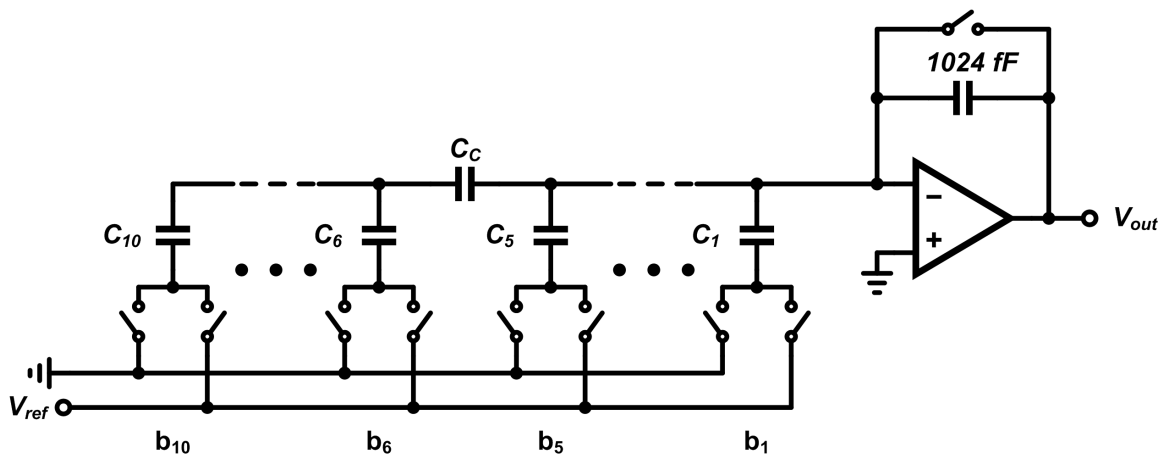 1024 fF
C_C
C_10
C_6
C_5
C_1
−
+
V_out
V_ref
b_10
b_6
b_5
b_1